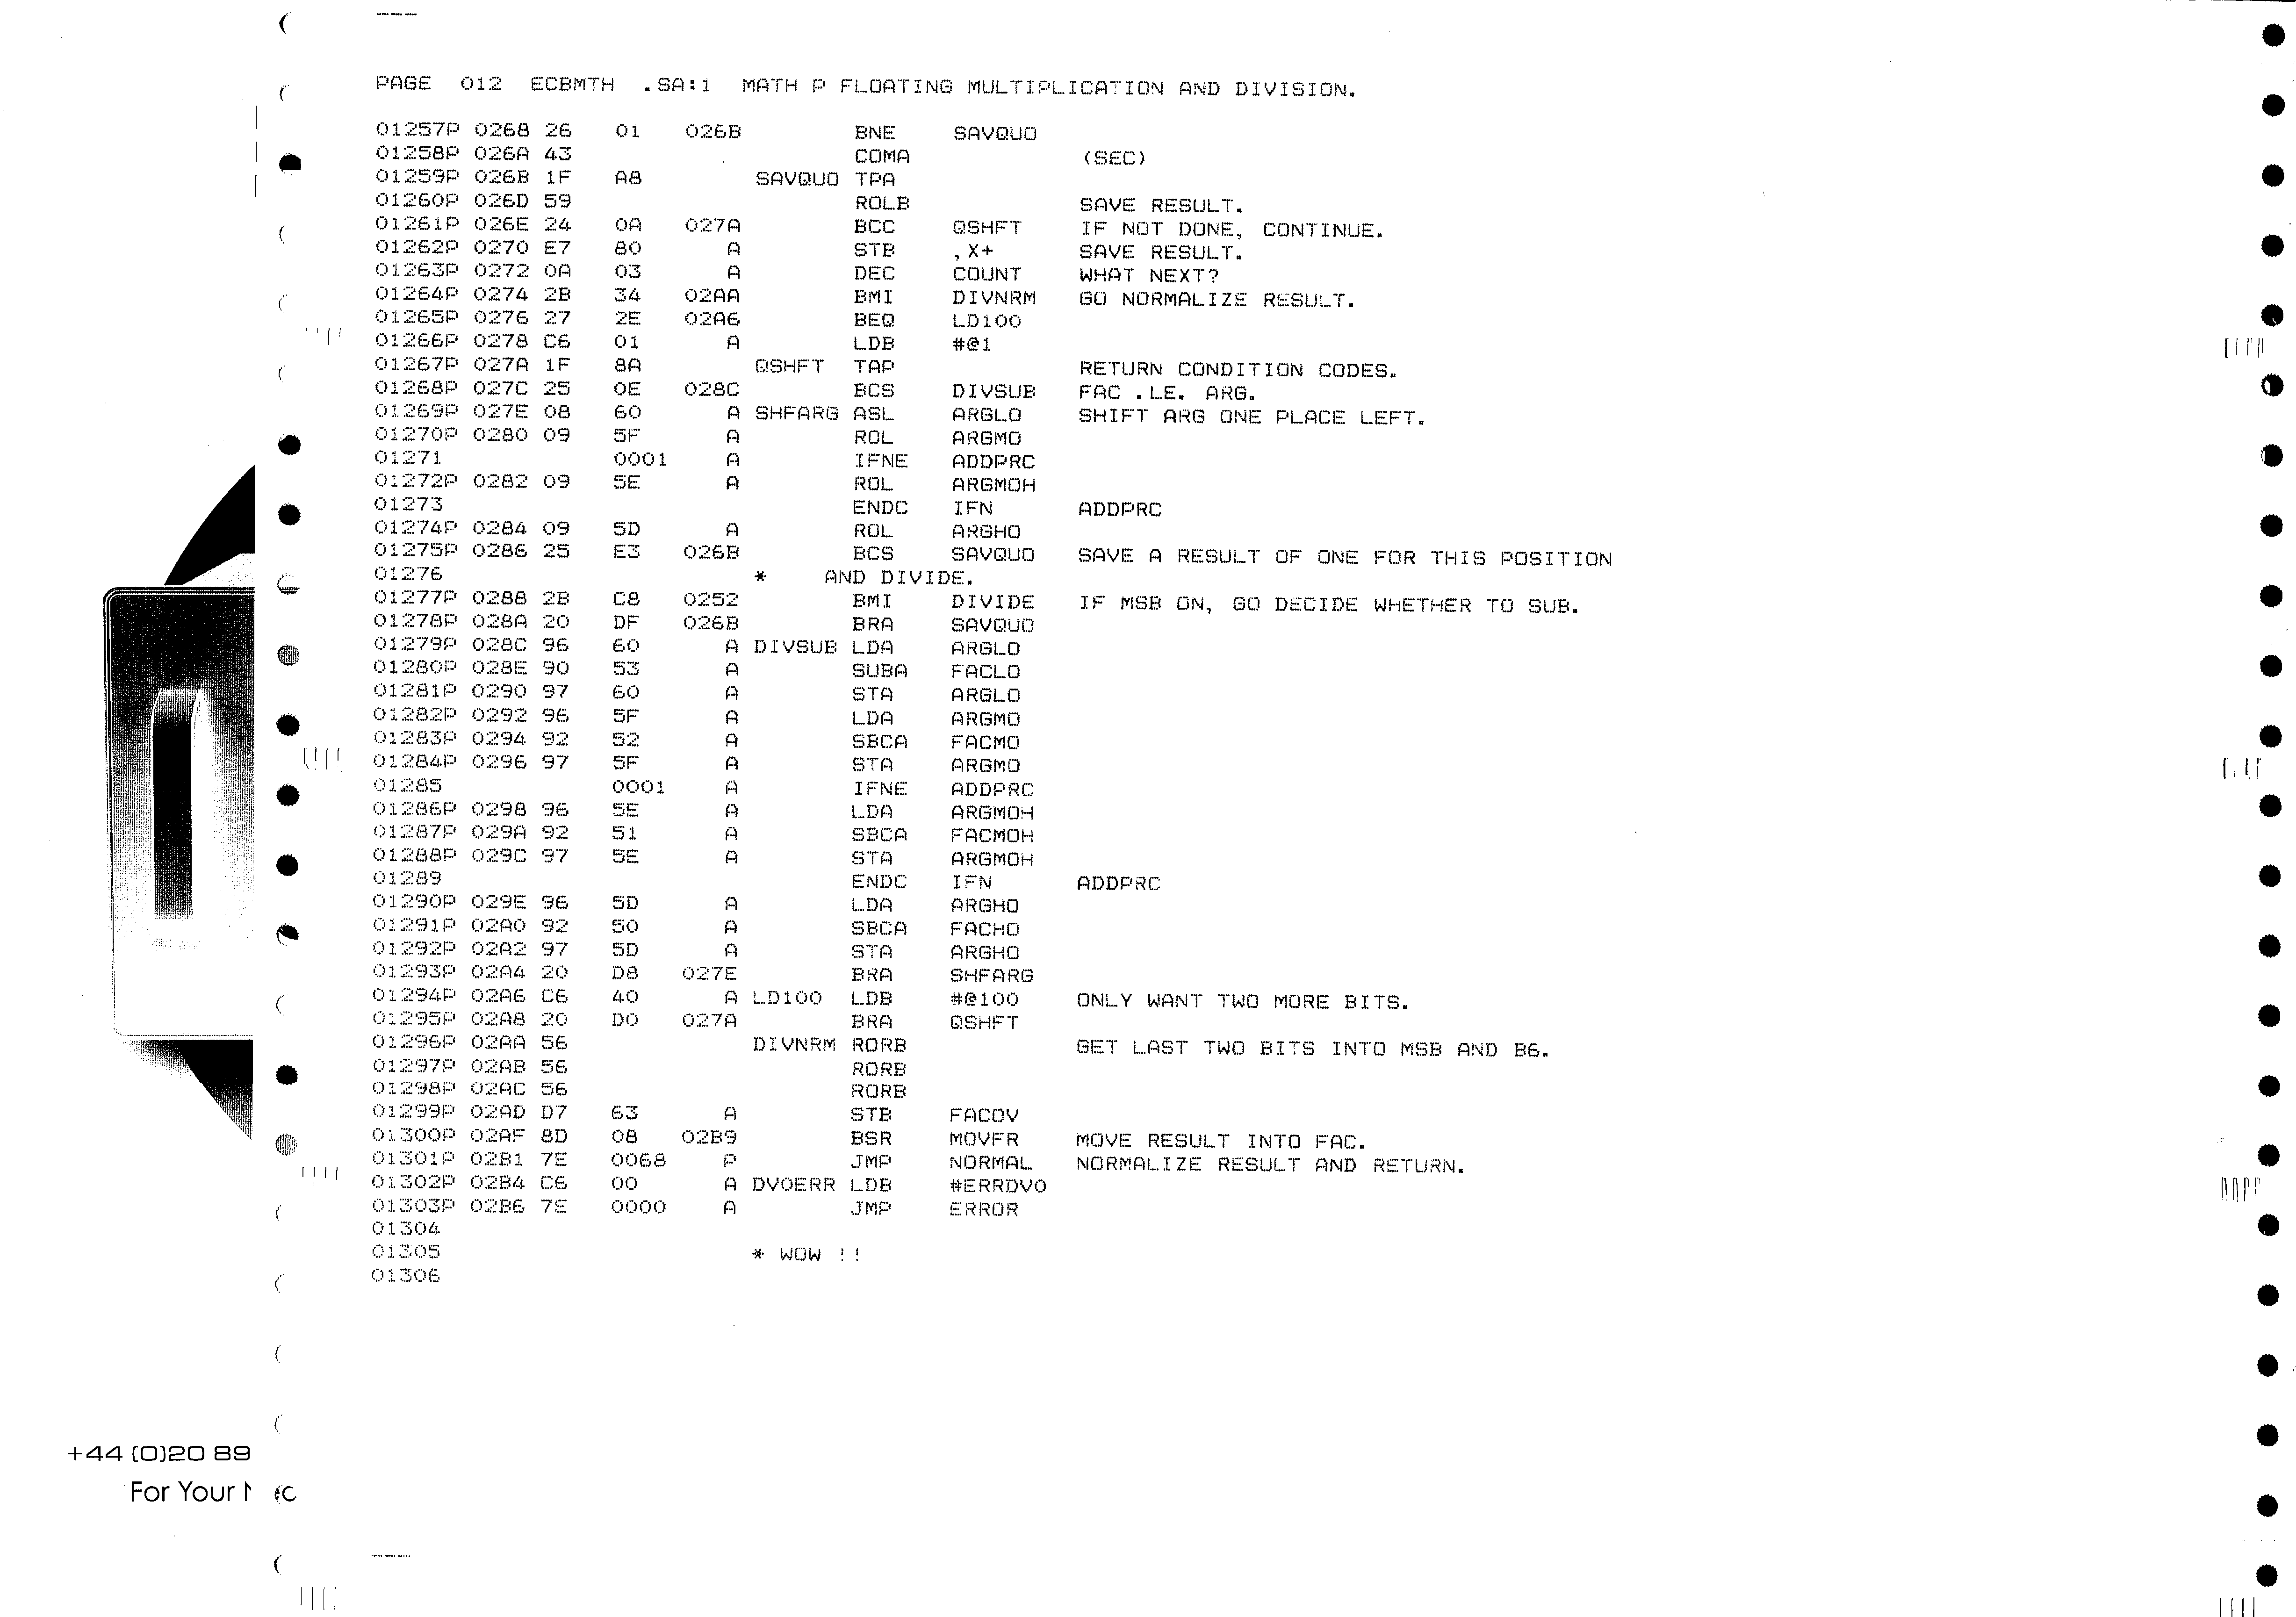 PAGE  012  ECBMTH  .SA:1  MATH P FLOATING MULTIPLICATION AND DIVISION.
01257P 0268 26 01 026B BNE SAVQUO
01258P 026A 43 COMA (SEC)
01259P 026B 1F A8 SAVQUO TPA
01260P 026D 59 ROLB SAVE RESULT.
01261P 026E 24 0A 027A BCC QSHFT IF NOT DONE, CONTINUE.
01262P 0270 E7 80 A STB ,X+ SAVE RESULT.
01263P 0272 0A 03 A DEC COUNT WHAT NEXT?
01264P 0274 2B 34 02AA BMI DIVNRM GO NORMALIZE RESULT.
01265P 0276 27 2E 02A6 BEQ LD100
01266P 0278 C6 01 A LDB #@1
01267P 027A 1F 8A QSHFT TAP RETURN CONDITION CODES.
01268P 027C 25 0E 028C BCS DIVSUB FAC .LE. ARG.
01269P 027E 08 60 A SHFARG ASL ARGLO SHIFT ARG ONE PLACE LEFT.
01270P 0280 09 5F A ROL ARGMO
01271 0001 A IFNE ADDPRC
01272P 0282 09 5E A ROL ARGMOH
01273 ENDC IFN ADDPRC
01274P 0284 09 5D A ROL ARGHO
01275P 0286 25 E3 026B BCS SAVQUO SAVE A RESULT OF ONE FOR THIS POSITION
01276 * AND DIVIDE.
01277P 0288 2B C8 0252 BMI DIVIDE IF MSB ON, GO DECIDE WHETHER TO SUB.
01278P 028A 20 DF 026B BRA SAVQUO
01279P 028C 96 60 A DIVSUB LDA ARGLO
01280P 028E 90 53 A SUBA FACLO
01281P 0290 97 60 A STA ARGLO
01282P 0292 96 5F A LDA ARGMO
01283P 0294 92 52 A SBCA FACMO
01284P 0296 97 5F A STA ARGMO
01285 0001 A IFNE ADDPRC
01286P 0298 96 5E A LDA ARGMOH
01287P 029A 92 51 A SBCA FACMOH
01288P 029C 97 5E A STA ARGMOH
01289 ENDC IFN ADDPRC
01290P 029E 96 5D A LDA ARGHO
01291P 02A0 92 50 A SBCA FACHO
01292P 02A2 97 5D A STA ARGHO
01293P 02A4 20 D8 027E BRA SHFARG
01294P 02A6 C6 40 A LD100 LDB #@100 ONLY WANT TWO MORE BITS.
01295P 02A8 20 D0 027A BRA QSHFT
01296P 02AA 56 DIVNRM RORB GET LAST TWO BITS INTO MSB AND B6.
01297P 02AB 56 RORB
01298P 02AC 56 RORB
01299P 02AD D7 63 A STB FACOV
01300P 02AF 8D 08 02B9 BSR MOVFR MOVE RESULT INTO FAC.
01301P 02B1 7E 0068 P JMP NORMAL NORMALIZE RESULT AND RETURN.
01302P 02B4 C6 00 A DVOERR LDB #ERRDVO
01303P 02B6 7E 0000 A JMP ERROR
01304
01305 * WOW !!
01306
+44 (0)20 89
For Your